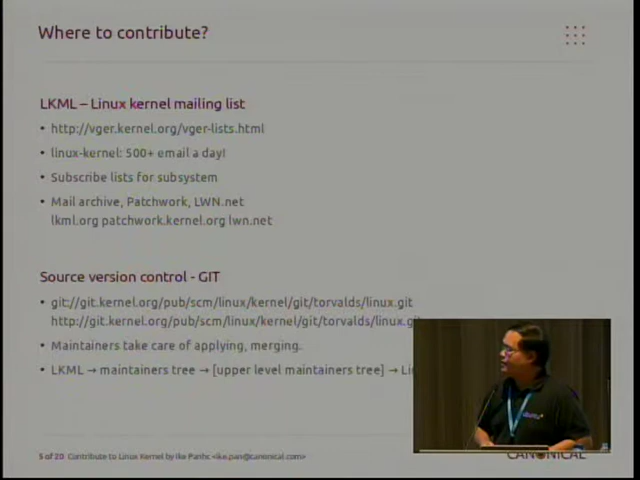 Where to contribute?
LKML – Linux kernel mailing list
• http://vger.kernel.org/vger-lists.html
• linux-kernel: 500+ email a day!
• Subscribe lists for subsystem
• Mail archive, Patchwork, LWN.net
lkml.org patchwork.kernel.org lwn.net
Source version control - GIT
• git://git.kernel.org/pub/scm/linux/kernel/git/torvalds/linux.git
http://git.kernel.org/pub/scm/linux/kernel/git/torvalds/linux.g
• Maintainers take care of applying, merging.
• LKML → maintainers tree → [upper level maintainers tree] →
5 of 20 Contribute to Linux Kernel by Ike Panhc <ike.pan@canonical.com>
CANONICAL